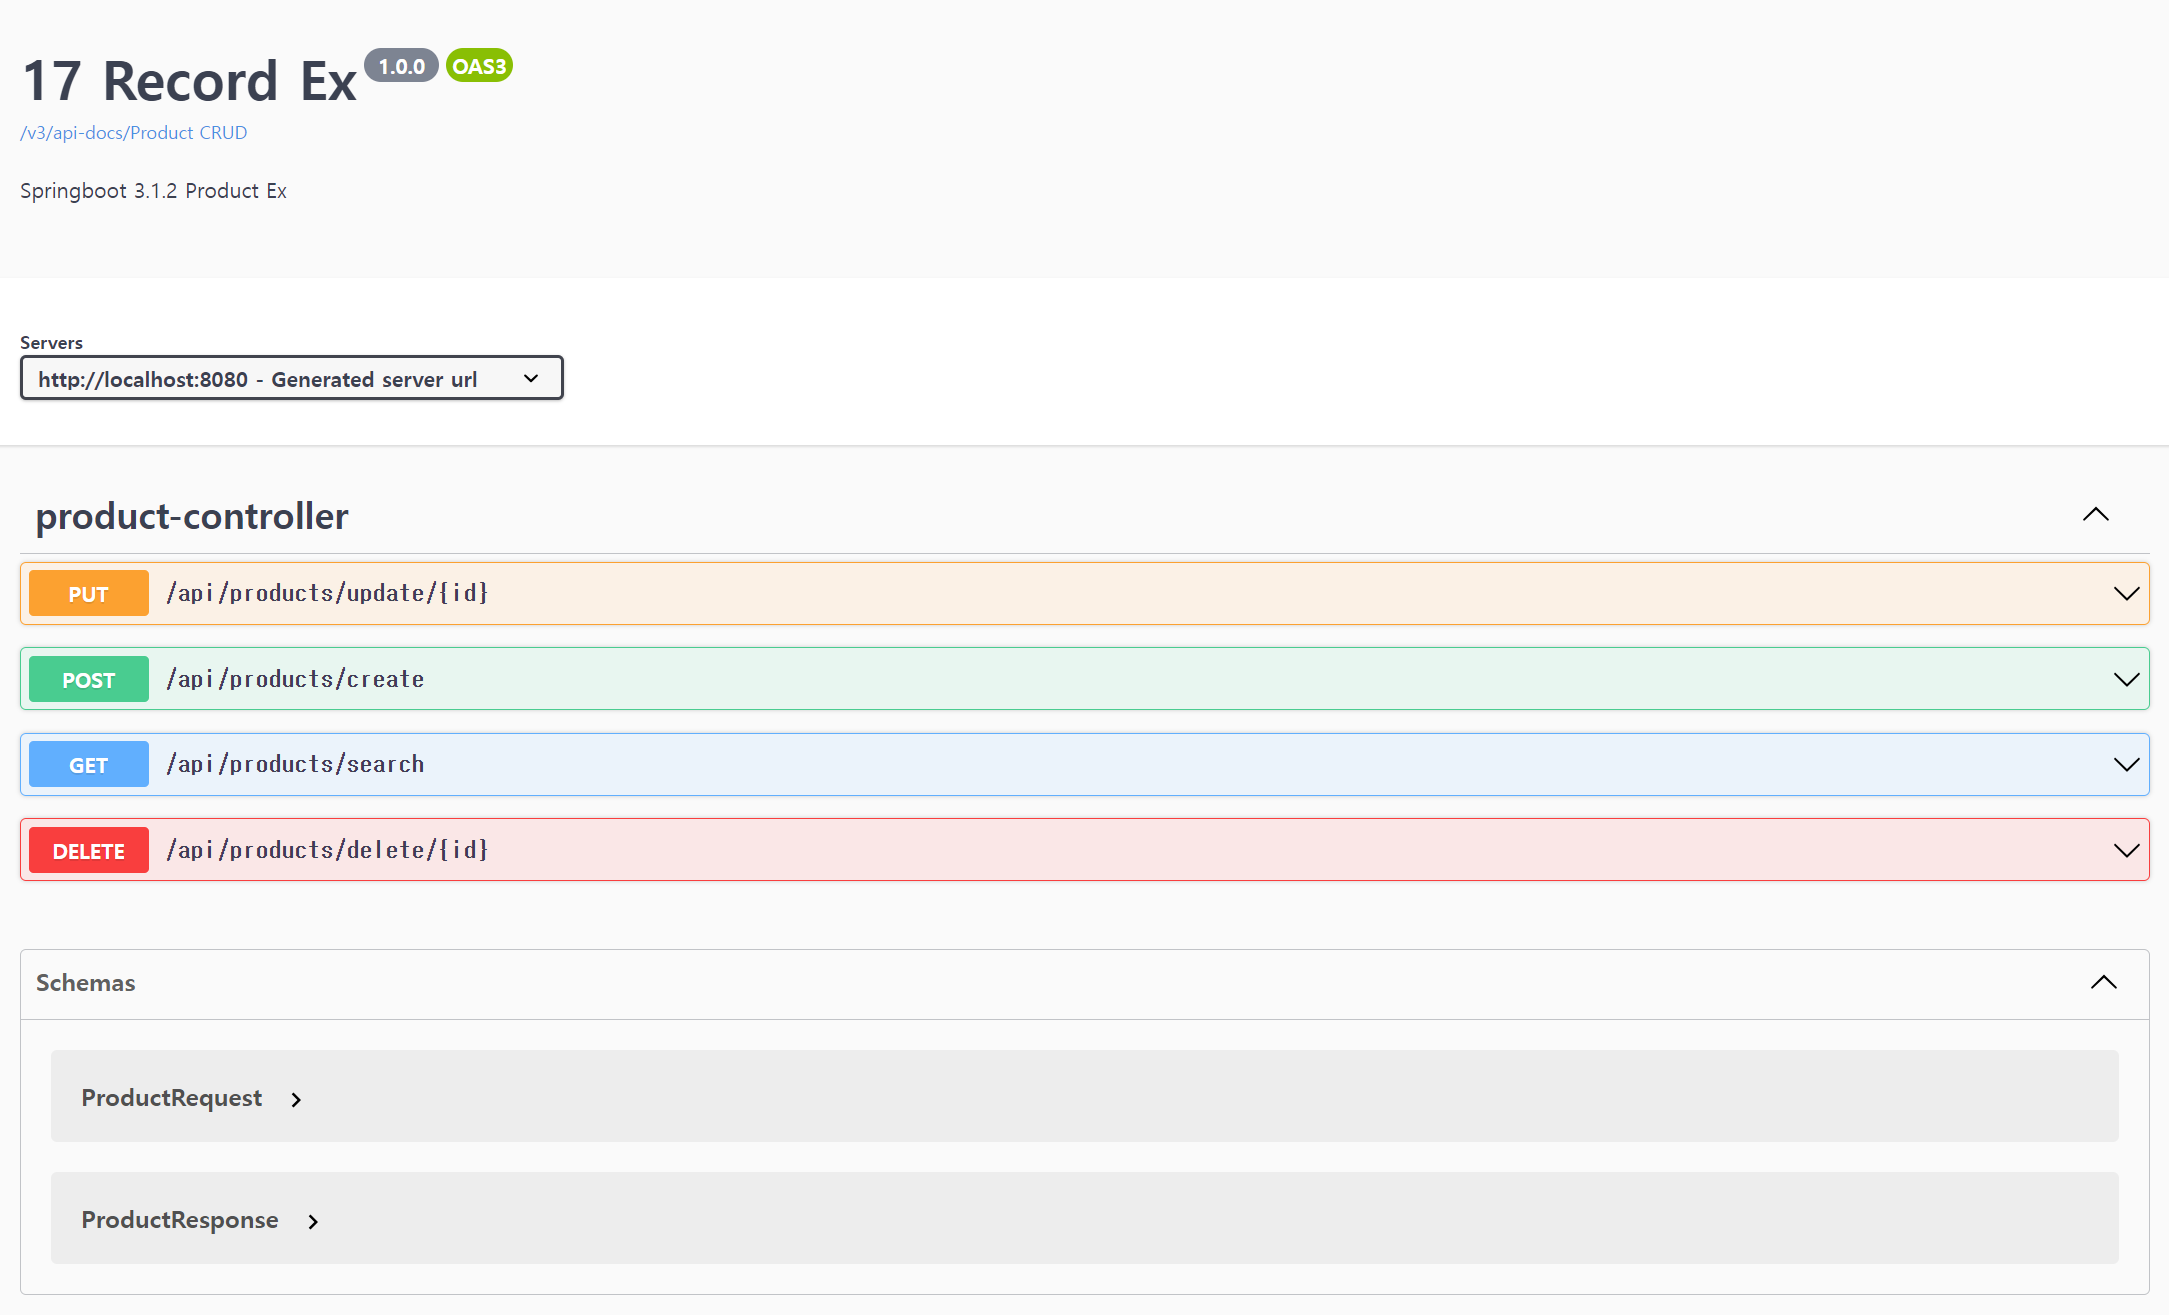 17 Record Ex 1.0.0 OAS3
/v3/api-docs/Product CRUD
Springboot 3.1.2 Product Ex
Servers
http://localhost:8080 - Generated server url
product-controller
PUT /api/products/update/{id}
POST /api/products/create
GET /api/products/search
DELETE /api/products/delete/{id}
Schemas
ProductRequest
ProductResponse